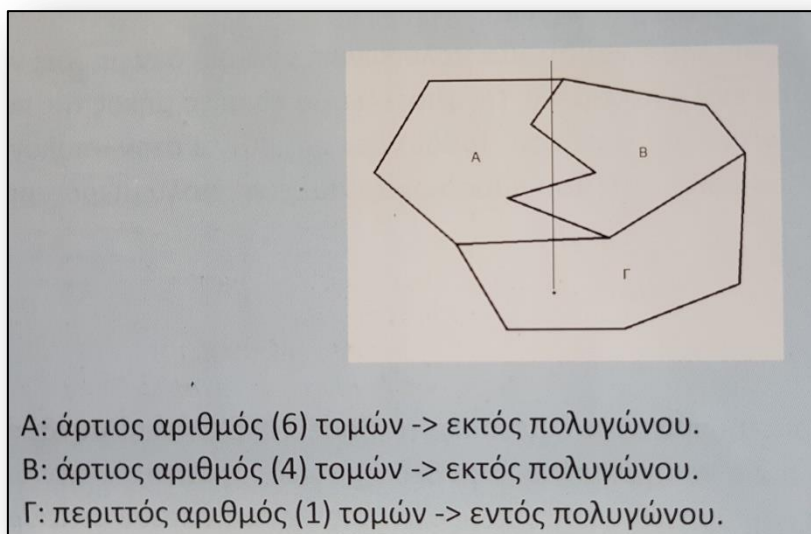 A
B
Γ
Α: άρτιος αριθμός (6) τομών -> εκτός πολυγώνου.
Β: άρτιος αριθμός (4) τομών -> εκτός πολυγώνου.
Γ: περιττός αριθμός (1) τομών -> εντός πολυγώνου.